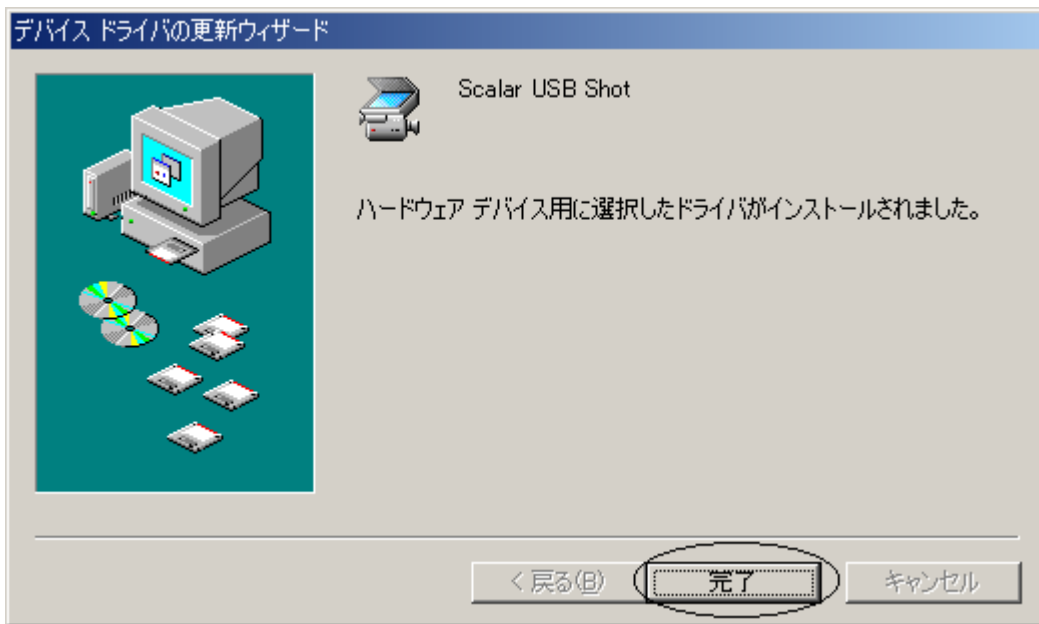 デバイス ドライバの更新ウィザード
Scalar USB Shot
ハードウェア デバイス用に選択したドライバがインストールされました。
< 戻る(B)
完了
キャンセル